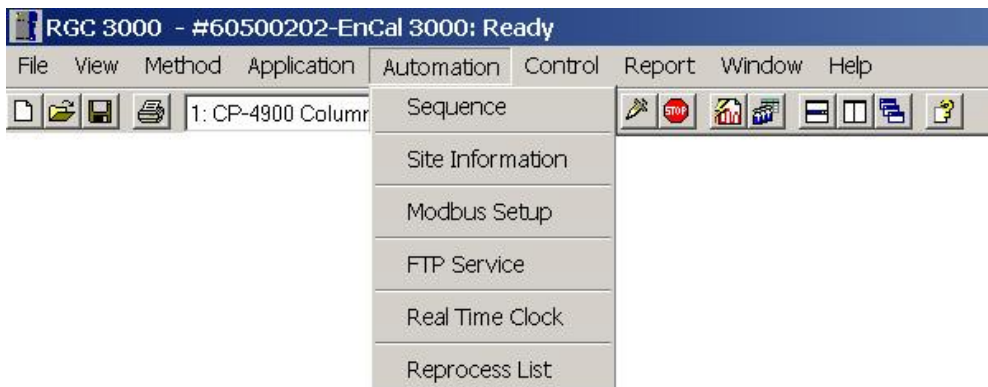 RGC 3000 - #60500202-EnCal 3000: Ready
File View Method Application Automation Control Report Window Help
1: CP-4900 Column
STOP
Sequence
Site Information
Modbus Setup
FTP Service
Real Time Clock
Reprocess List